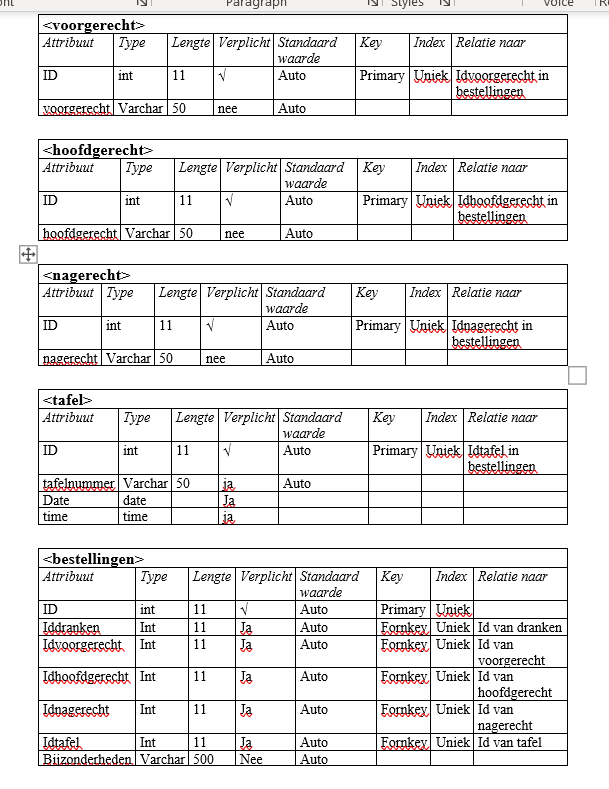 Paragraph Styles Voice
<voorgerecht>
Attribuut Type Lengte Verplicht Standaard waarde Key Index Relatie naar
ID int 11 √ Auto Primary Uniek Idvoorgerecht in bestellingen
voorgerecht Varchar 50 nee Auto
<hoofdgerecht>
Attribuut Type Lengte Verplicht Standaard waarde Key Index Relatie naar
ID int 11 √ Auto Primary Uniek Idhoofdgerecht in bestellingen
hoofdgerecht Varchar 50 nee Auto
<nagerecht>
Attribuut Type Lengte Verplicht Standaard waarde Key Index Relatie naar
ID int 11 √ Auto Primary Uniek Idnagerecht in bestellingen
nagerecht Varchar 50 nee Auto
<tafel>
Attribuut Type Lengte Verplicht Standaard waarde Key Index Relatie naar
ID int 11 √ Auto Primary Uniek Idtafel in bestellingen
tafelnummer Varchar 50 ja Auto
Date date Ja
time time ja
<bestellingen>
Attribuut Type Lengte Verplicht Standaard waarde Key Index Relatie naar
ID int 11 √ Auto Primary Uniek
Iddranken Int 11 Ja Auto Fornkey Uniek Id van dranken
Idvoorgerecht Int 11 Ja Auto Fornkey Uniek Id van voorgerecht
Idhoofdgerecht Int 11 Ja Auto Fornkey Uniek Id van hoofdgerecht
Idnagerecht Int 11 Ja Auto Fornkey Uniek Id van nagerecht
Idtafel Int 11 Ja Auto Fornkey Uniek Id van tafel
Bijzonderheden Varchar 500 Nee Auto